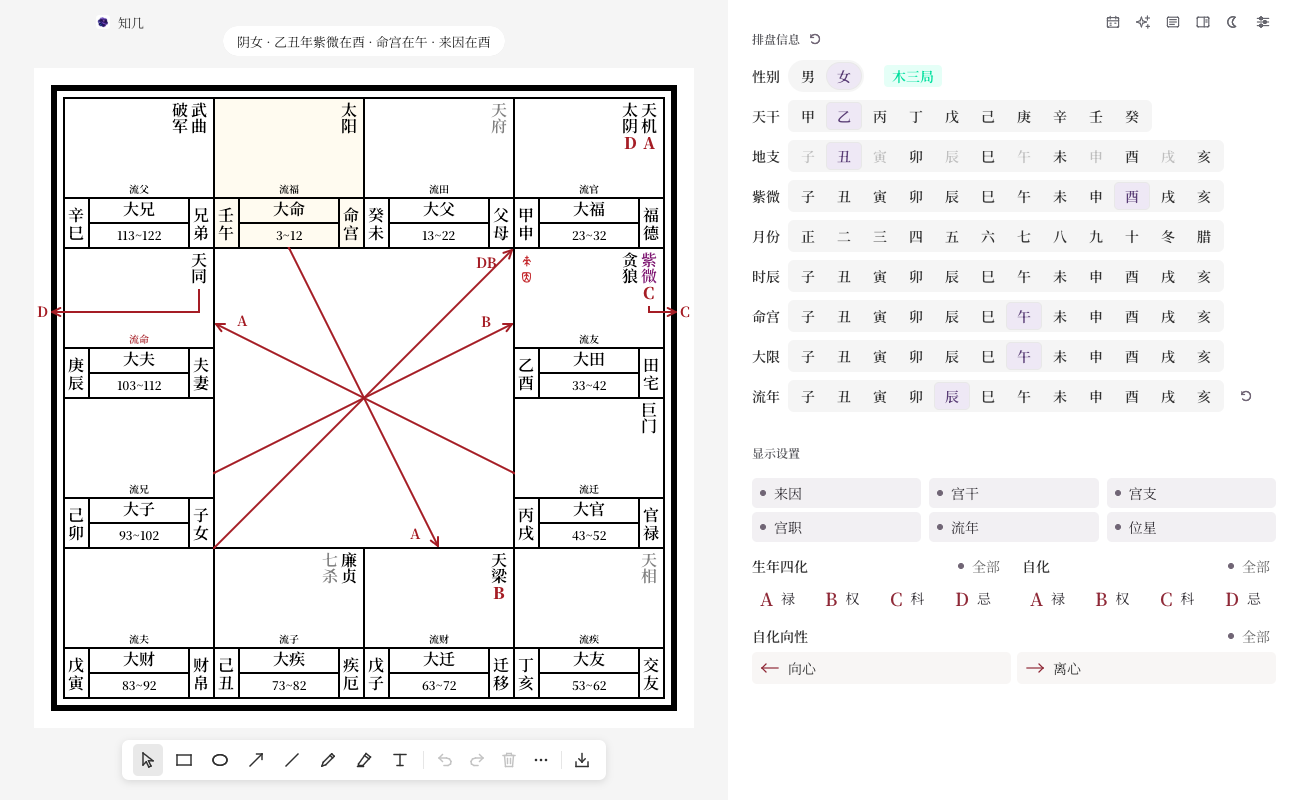 知几
阴女 · 乙丑年紫微在酉 · 命宫在午 · 来因在酉
破军 武曲
流父
辛巳 大兄 兄弟
113~122
太阳
流福
壬午 大命 命宫
3~12
天府
流田
癸未 大父 父母
13~22
太阴 天机
D A
流官
甲申 大福 福德
23~32
天同
D
流命
庚辰 大夫 夫妻
103~112
DB
A
B
A
来因
贪狼 紫微
C
C
流友
乙酉 大田 田宅
33~42
流兄
己卯 大子 子女
93~102
巨门
流迁
丙戌 大官 官禄
43~52
流夫
戊寅 大财 财帛
83~92
七杀 廉贞
流子
己丑 大疾 疾厄
73~82
天梁
B
流财
戊子 大迁 迁移
63~72
天相
流疾
丁亥 大友 交友
53~62
排盘信息
性别 男 女 木三局
天干 甲 乙 丙 丁 戊 己 庚 辛 壬 癸
地支 子 丑 寅 卯 辰 巳 午 未 申 酉 戌 亥
紫微 子 丑 寅 卯 辰 巳 午 未 申 酉 戌 亥
月份 正 二 三 四 五 六 七 八 九 十 冬 腊
时辰 子 丑 寅 卯 辰 巳 午 未 申 酉 戌 亥
命宫 子 丑 寅 卯 辰 巳 午 未 申 酉 戌 亥
大限 子 丑 寅 卯 辰 巳 午 未 申 酉 戌 亥
流年 子 丑 寅 卯 辰 巳 午 未 申 酉 戌 亥
显示设置
来因 宫干 宫支
宫职 流年 位星
生年四化 全部 自化 全部
A 禄 B 权 C 科 D 忌 A 禄 B 权 C 科 D 忌
自化向性 全部
向心 离心